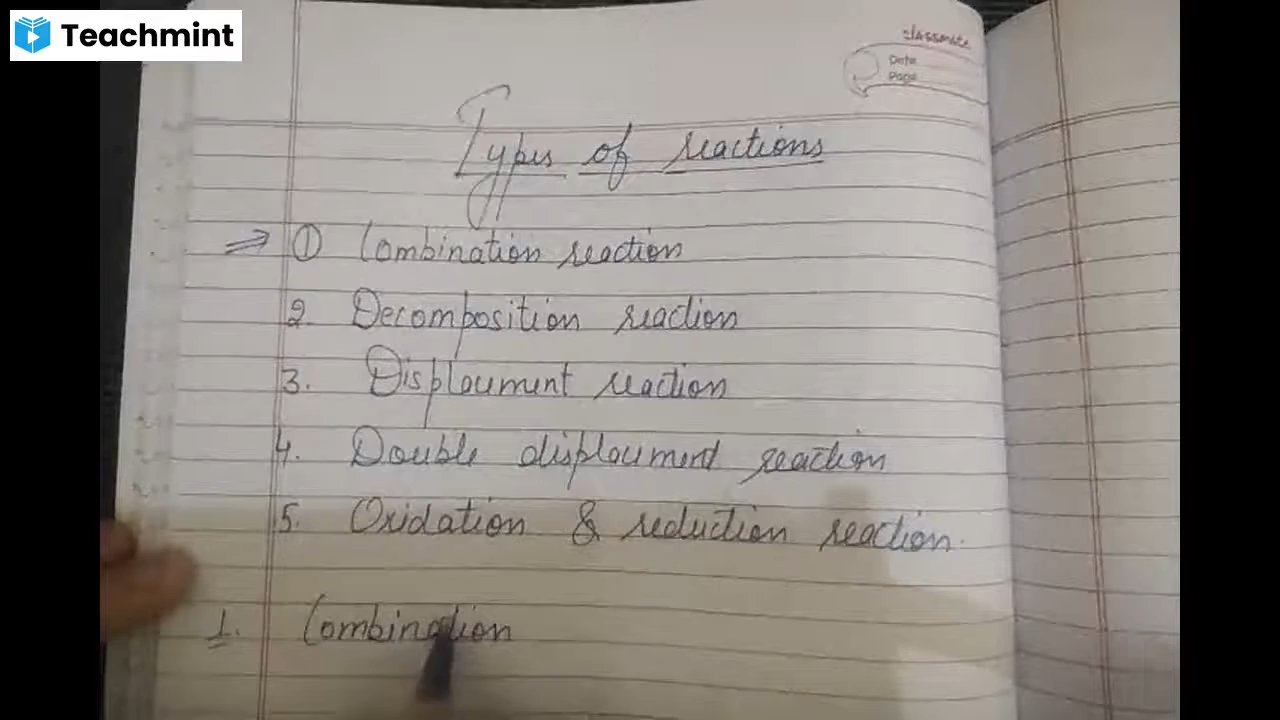 Teachmint
classmate
Date
Page
Types of reactions
⇒ ① Combination reaction
2. Decomposition reaction
3. Displacement reaction
4. Double displacement reaction
5. Oxidation & reduction reaction.
1. Combination